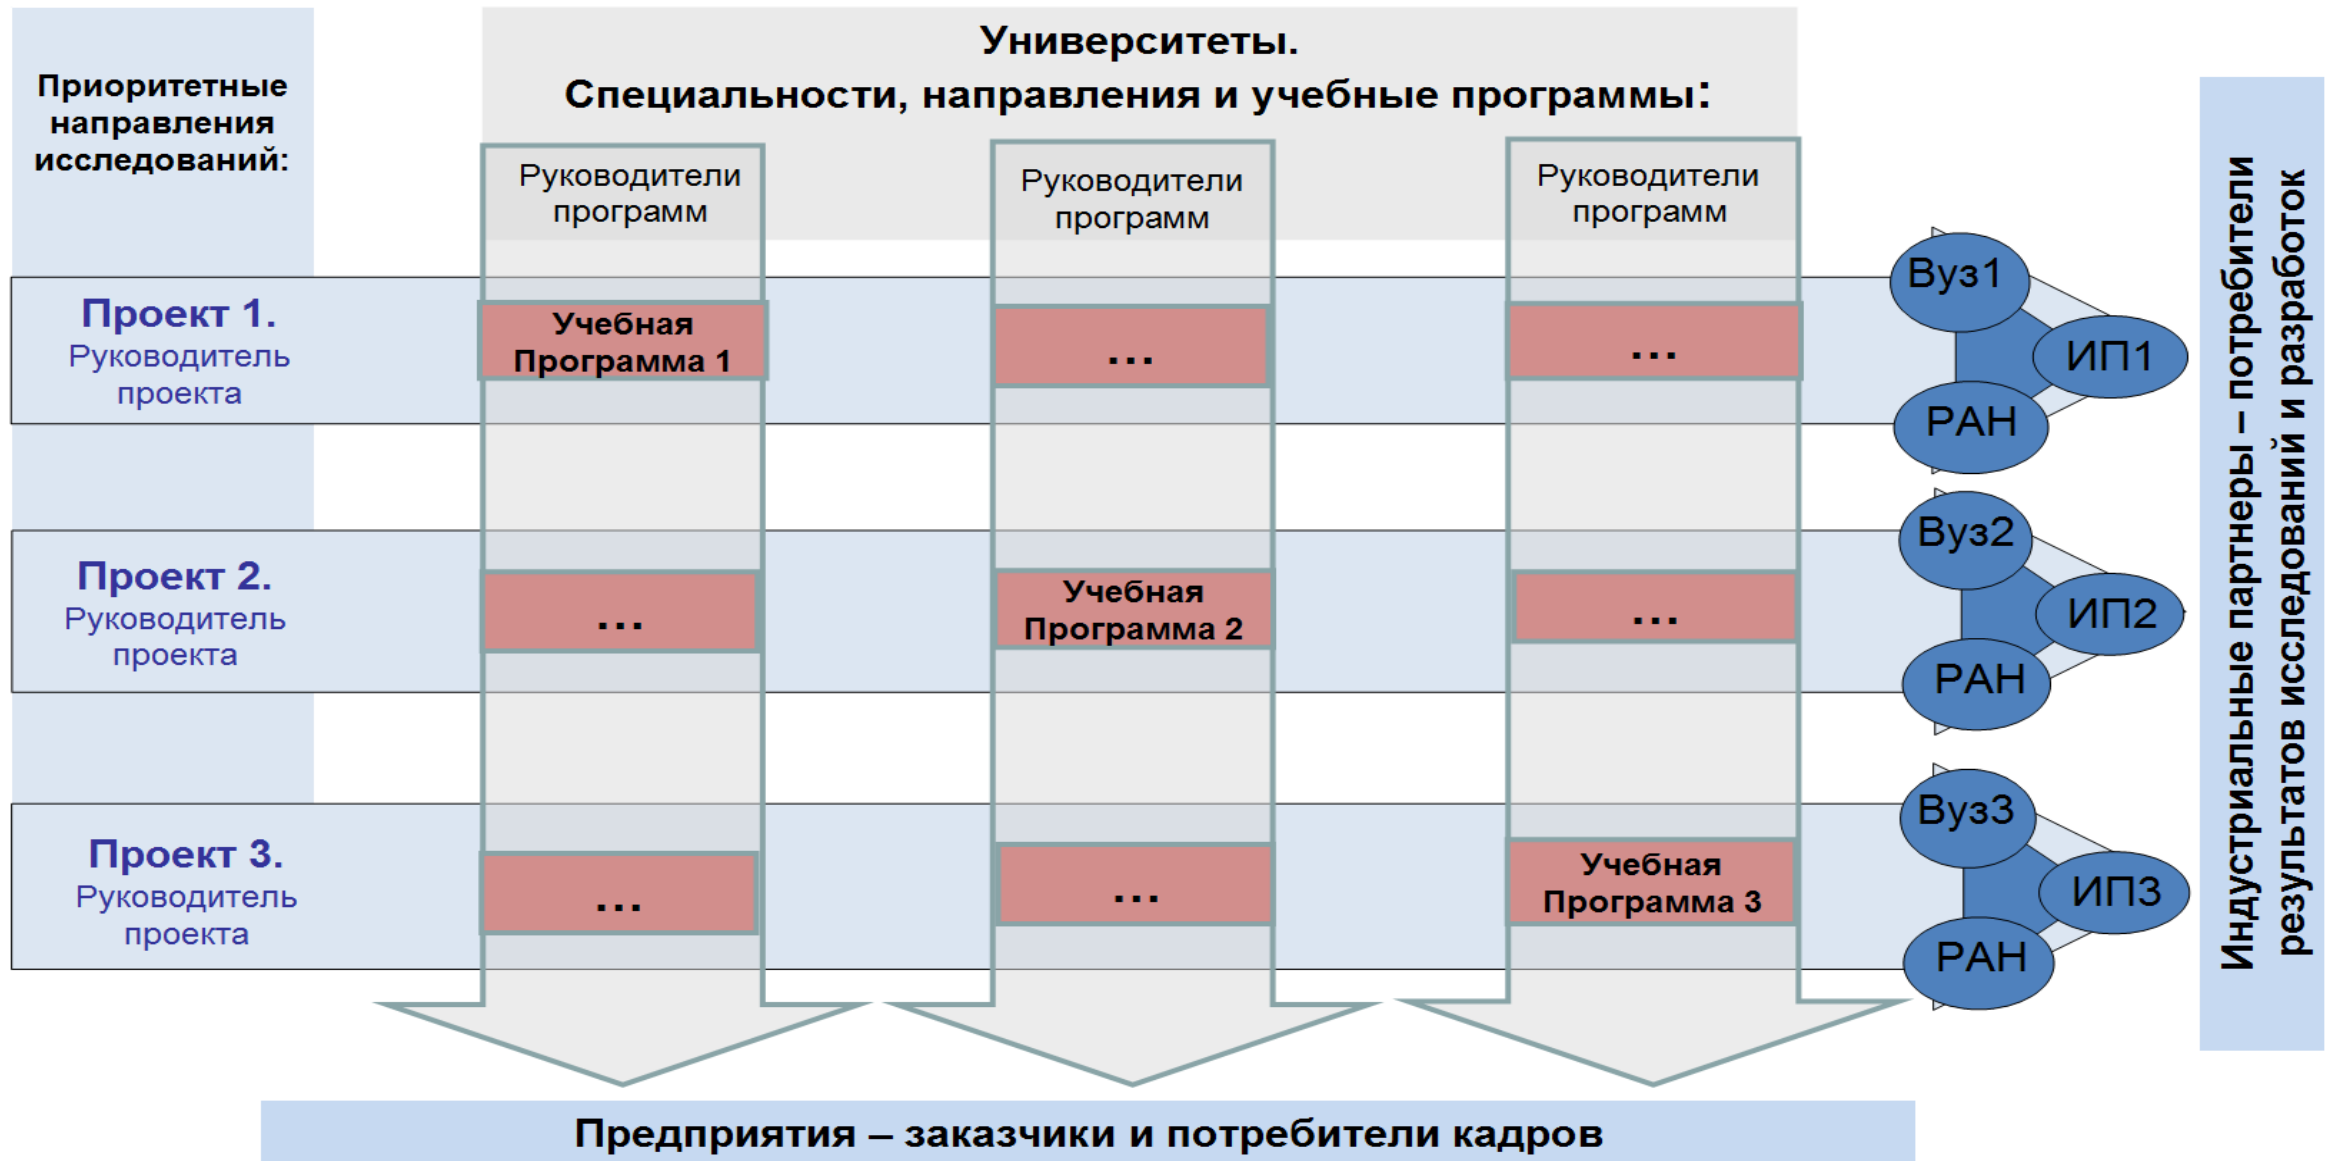 Университеты.
Специальности, направления и учебные программы:
Приоритетные
направления
исследований:
Руководители
программ
Руководители
программ
Руководители
программ
Проект 1.
Руководитель
проекта
Учебная
Программа 1
...
...
Вуз1
ИП1
РАН
Проект 2.
Руководитель
проекта
...
Учебная
Программа 2
...
Вуз2
ИП2
РАН
Проект 3.
Руководитель
проекта
...
...
Учебная
Программа 3
Вуз3
ИП3
РАН
Индустриальные партнеры – потребители
результатов исследований и разработок
Предприятия – заказчики и потребители кадров